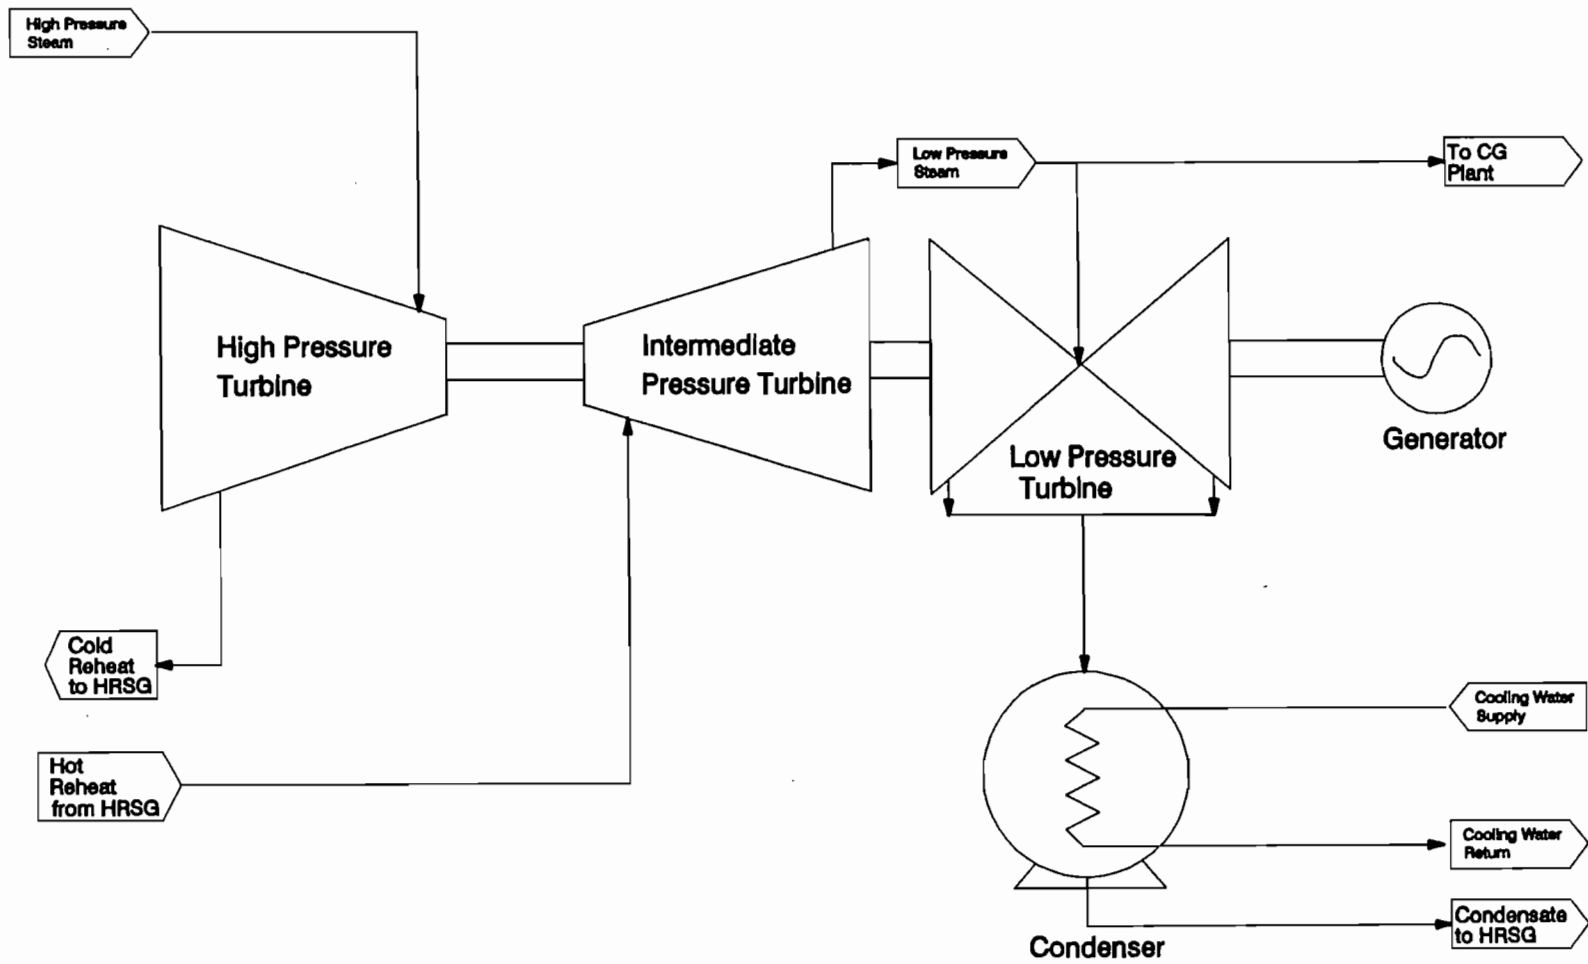 High Pressure
Steam
Low Pressure
Steam
To CG
Plant
High Pressure
Turbine
Intermediate
Pressure Turbine
Low Pressure
Turbine
Generator
Cold
Reheat
to HRSG
Hot
Reheat
from HRSG
Cooling Water
Supply
Cooling Water
Return
Condensate
to HRSG
Condenser